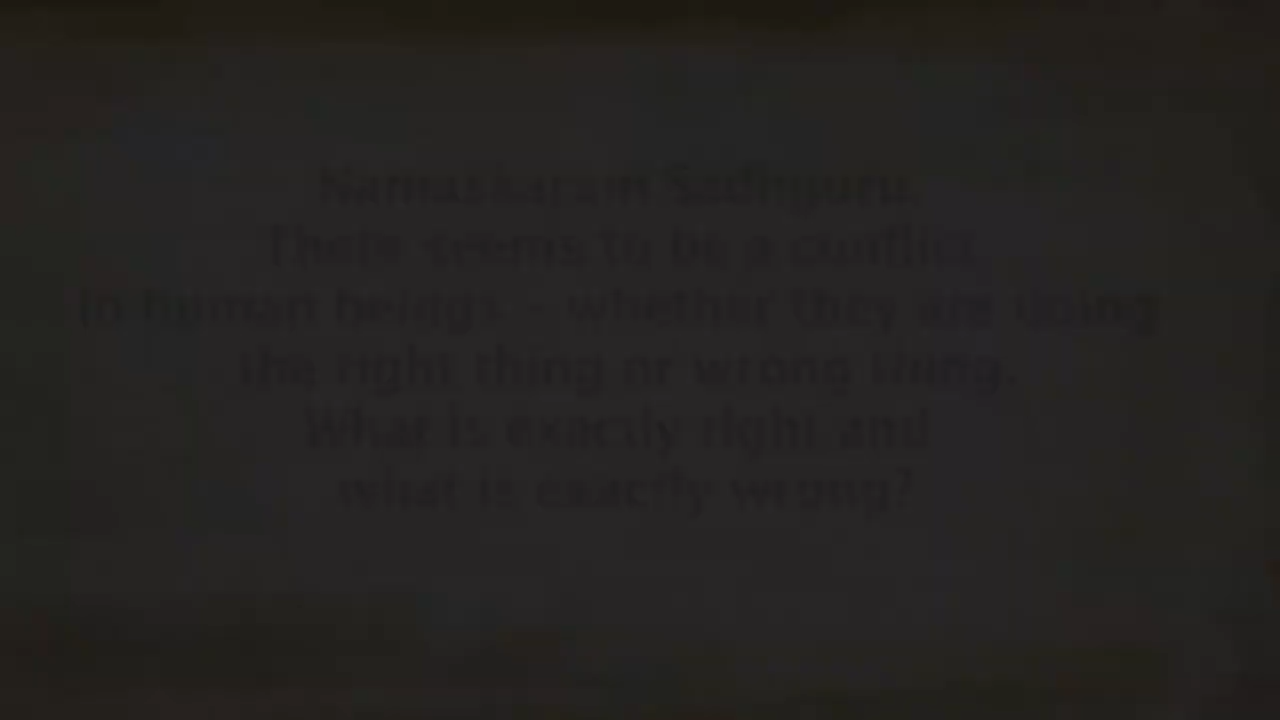 Namaskaram Sadhguru.
There seems to be a conflict
in human beings - whether they are doing
the right thing or wrong thing.
What is exactly right and
what is exactly wrong?